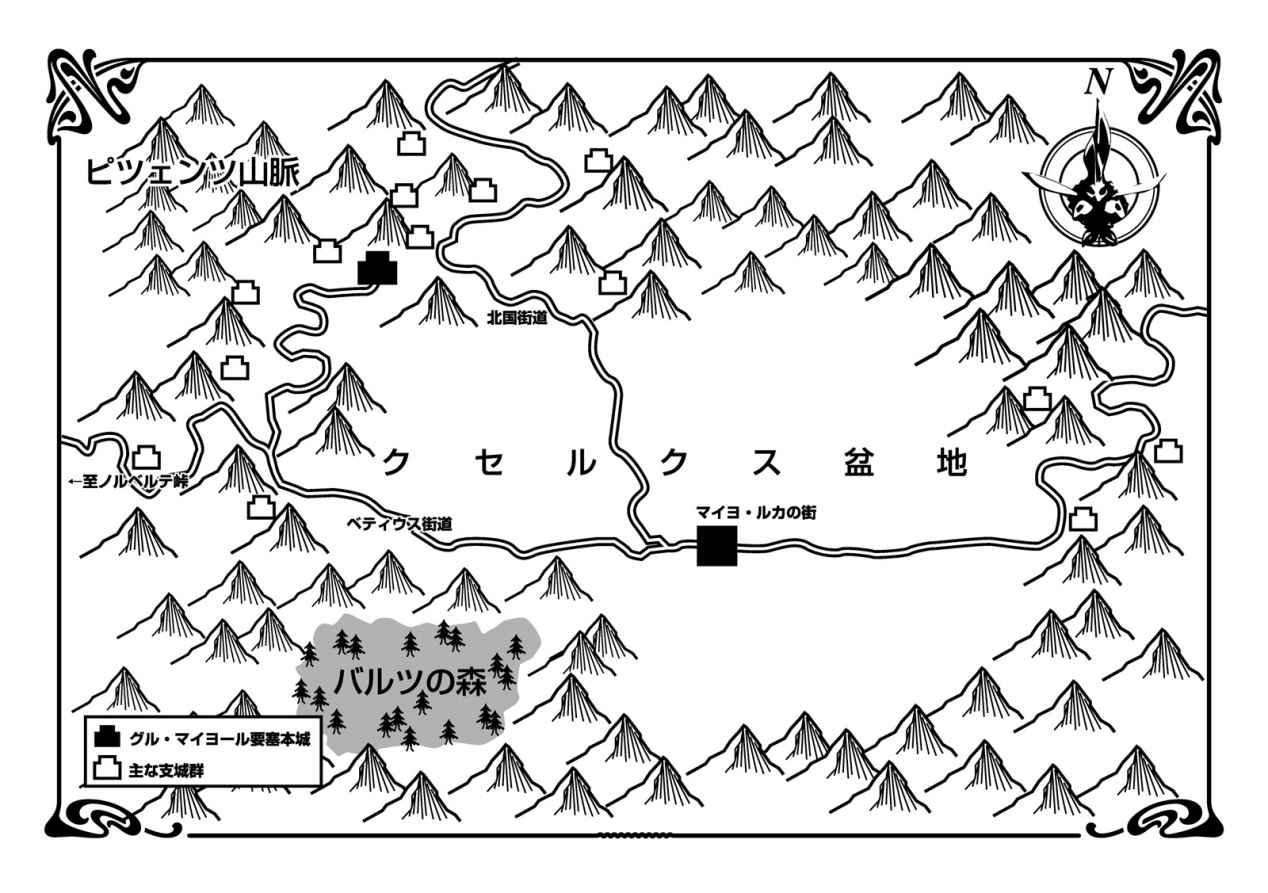 N
ピツェンツ山脈
北国街道
クセルクス盆地
←至ノルベルテ峠
マイヨ・ルカの街
ベティウス街道
バルツの森
グル・マイヨール要塞本城
主な支城群